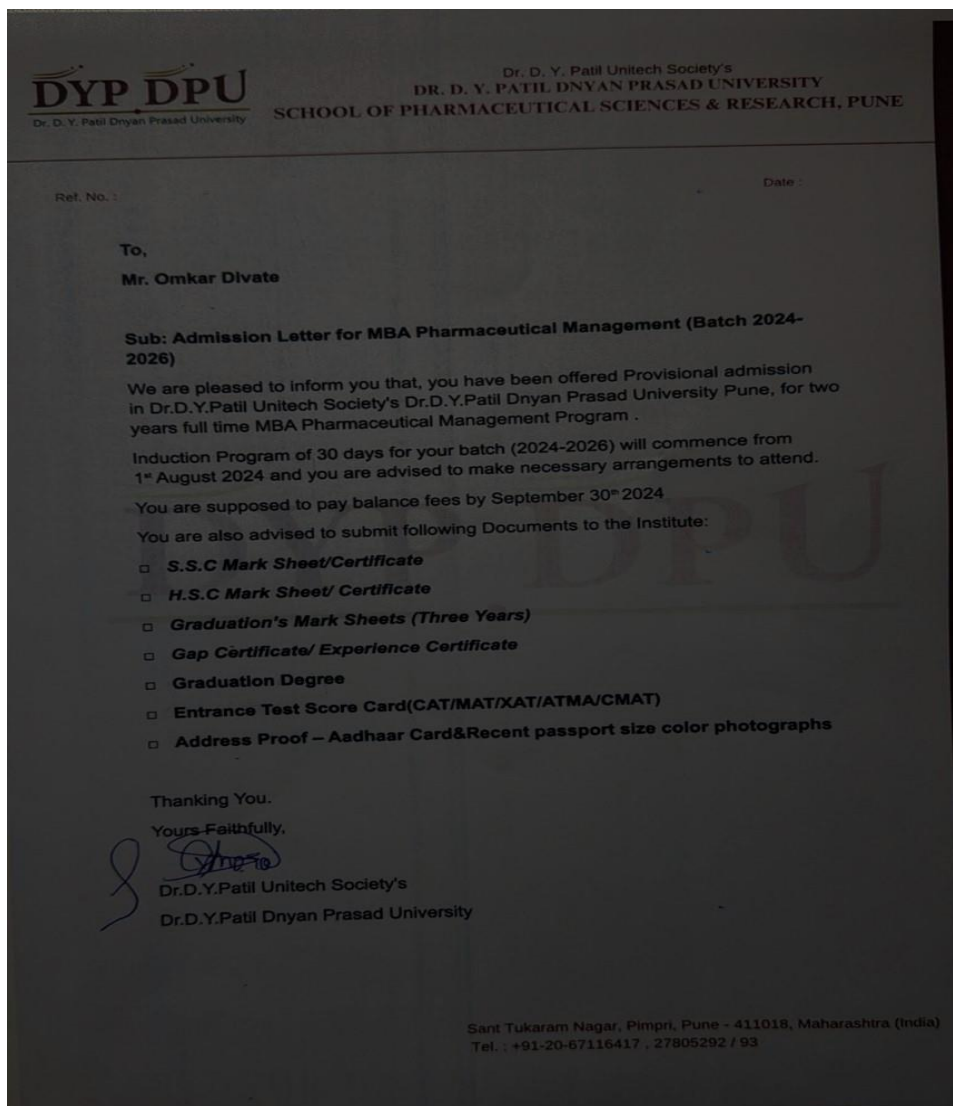 DYP DPU
Dr. D. Y. Patil Dnyan Prasad University
Dr. D. Y. Patil Unitech Society's
DR. D. Y. PATIL DNYAN PRASAD UNIVERSITY
SCHOOL OF PHARMACEUTICAL SCIENCES & RESEARCH, PUNE
Ref. No. :
Date :
To,
Mr. Omkar Divate
Sub: Admission Letter for MBA Pharmaceutical Management (Batch 2024-
2026)
We are pleased to inform you that, you have been offered Provisional admission
in Dr.D.Y.Patil Unitech Society's Dr.D.Y.Patil Dnyan Prasad University Pune, for two
years full time MBA Pharmaceutical Management Program .
Induction Program of 30 days for your batch (2024-2026) will commence from
1st August 2024 and you are advised to make necessary arrangements to attend.
You are supposed to pay balance fees by September 30th 2024
You are also advised to submit following Documents to the Institute:
S.S.C Mark Sheet/Certificate
H.S.C Mark Sheet/ Certificate
Graduation's Mark Sheets (Three Years)
Gap Certificate/ Experience Certificate
Graduation Degree
Entrance Test Score Card(CAT/MAT/XAT/ATMA/CMAT)
Address Proof – Aadhaar Card&Recent passport size color photographs
DYP DPU
Thanking You.
Yours Faithfully,
Dr.D.Y.Patil Unitech Society's
Dr.D.Y.Patil Dnyan Prasad University
Sant Tukaram Nagar, Pimpri, Pune - 411018, Maharashtra (India)
Tel. : +91-20-67116417 , 27805292 / 93